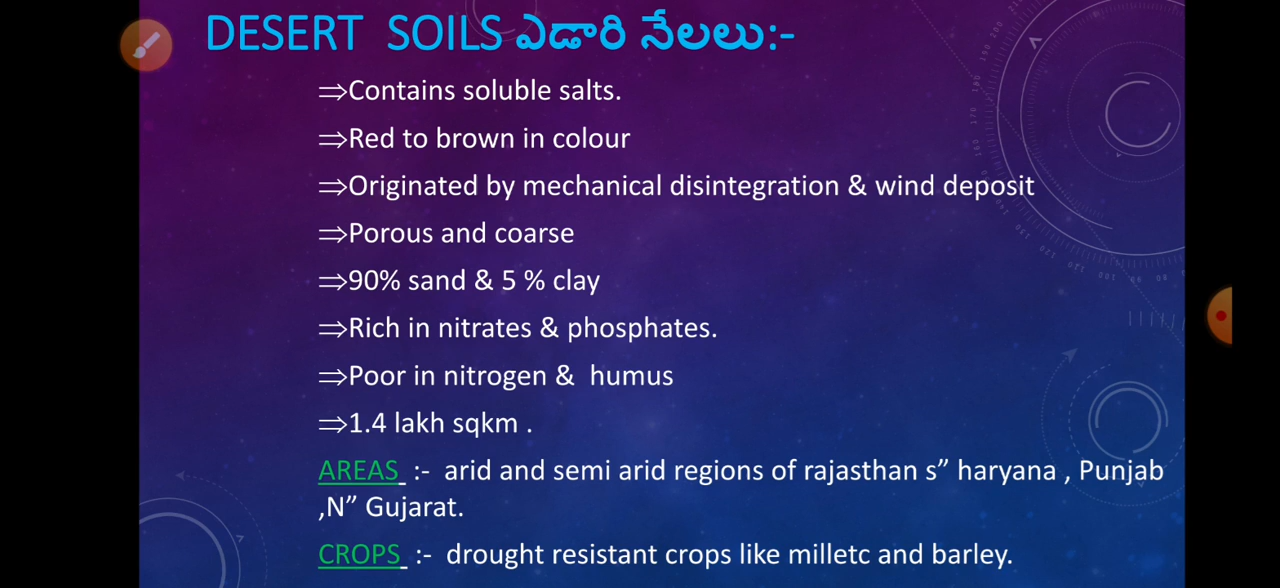 DESERT SOILS ఎడారి నేలలు:-
⇒Contains soluble salts.
⇒Red to brown in colour
⇒Originated by mechanical disintegration & wind deposit
⇒Porous and coarse
⇒90% sand & 5 % clay
⇒Rich in nitrates & phosphates.
⇒Poor in nitrogen & humus
⇒1.4 lakh sqkm .
AREAS :- arid and semi arid regions of rajasthan s” haryana , Punjab
,N” Gujarat.
CROPS :- drought resistant crops like milletc and barley.